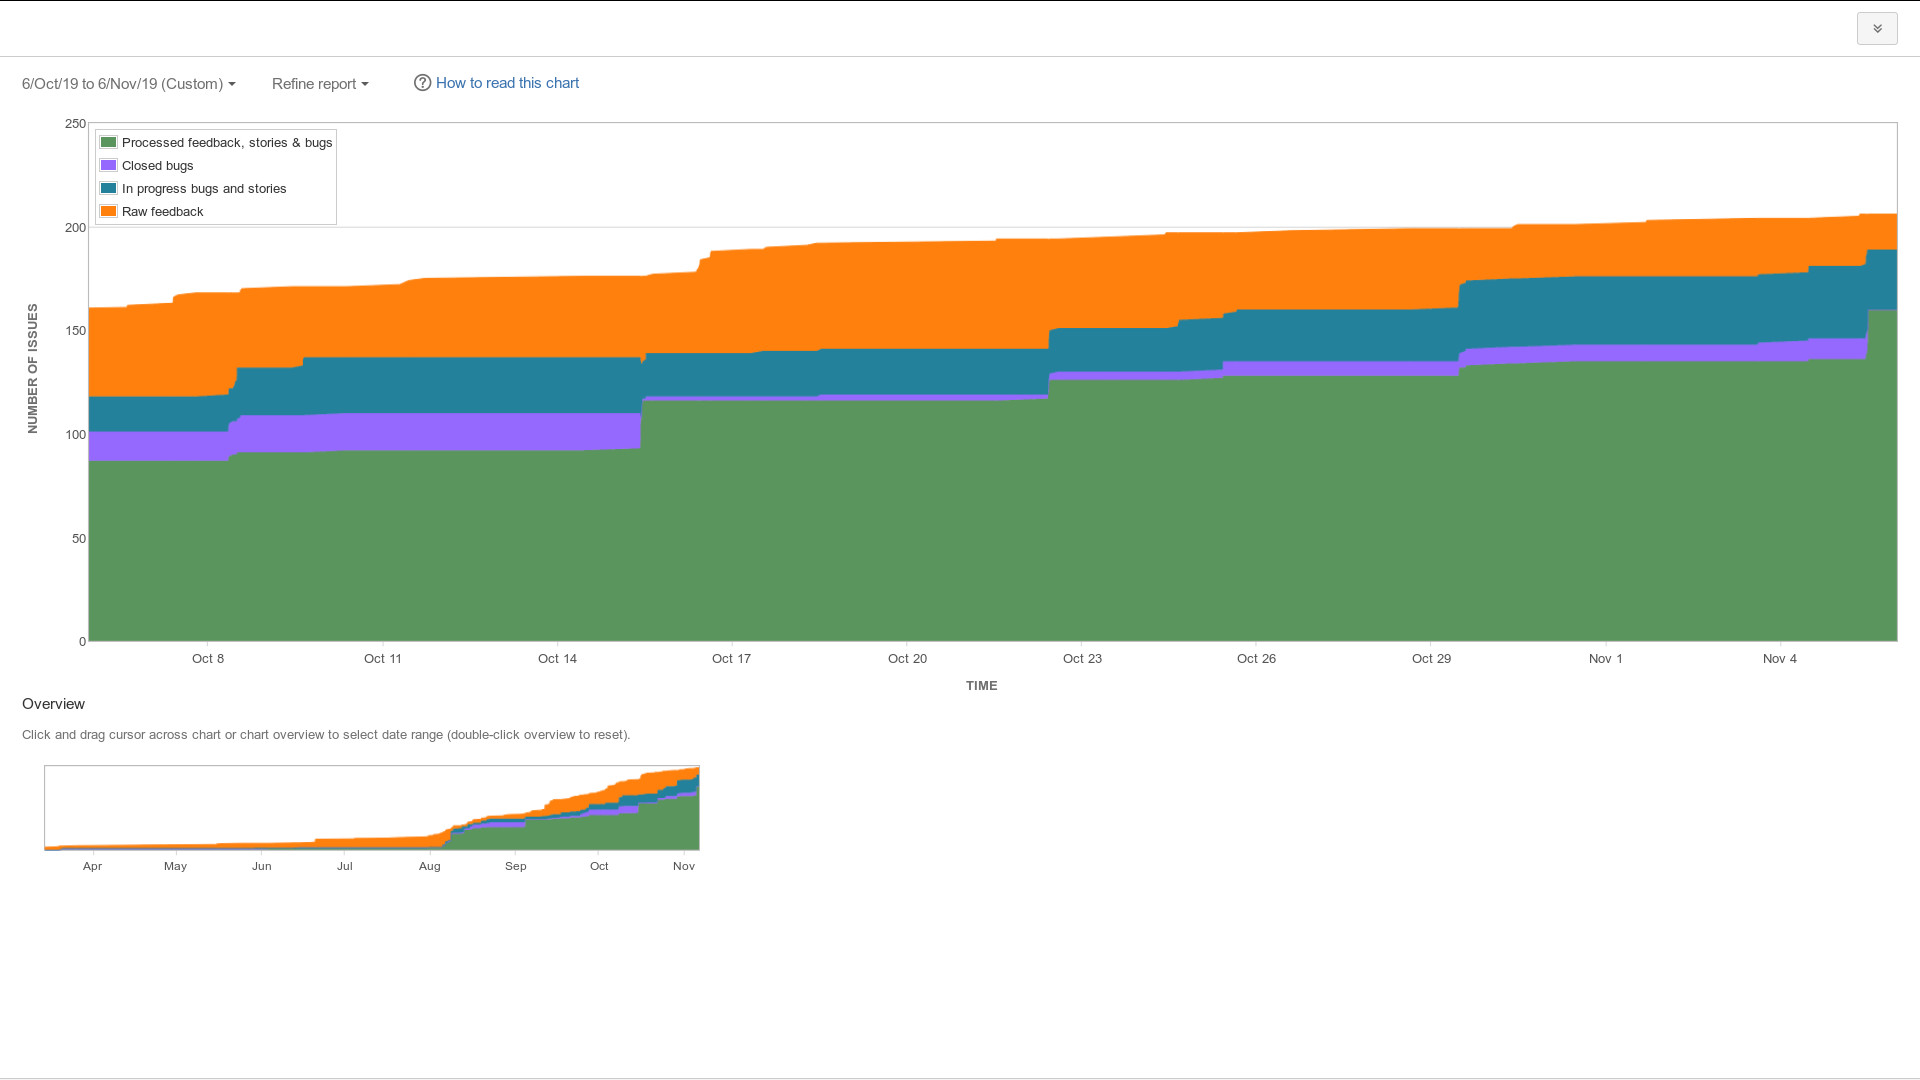 6/Oct/19 to 6/Nov/19 (Custom) Refine report How to read this chart
250
Processed feedback, stories & bugs
Closed bugs
In progress bugs and stories
Raw feedback
200
150
100
50
0
NUMBER OF ISSUES
Oct 8 Oct 11 Oct 14 Oct 17 Oct 20 Oct 23 Oct 26 Oct 29 Nov 1 Nov 4
TIME
Overview
Click and drag cursor across chart or chart overview to select date range (double-click overview to reset).
Apr May Jun Jul Aug Sep Oct Nov